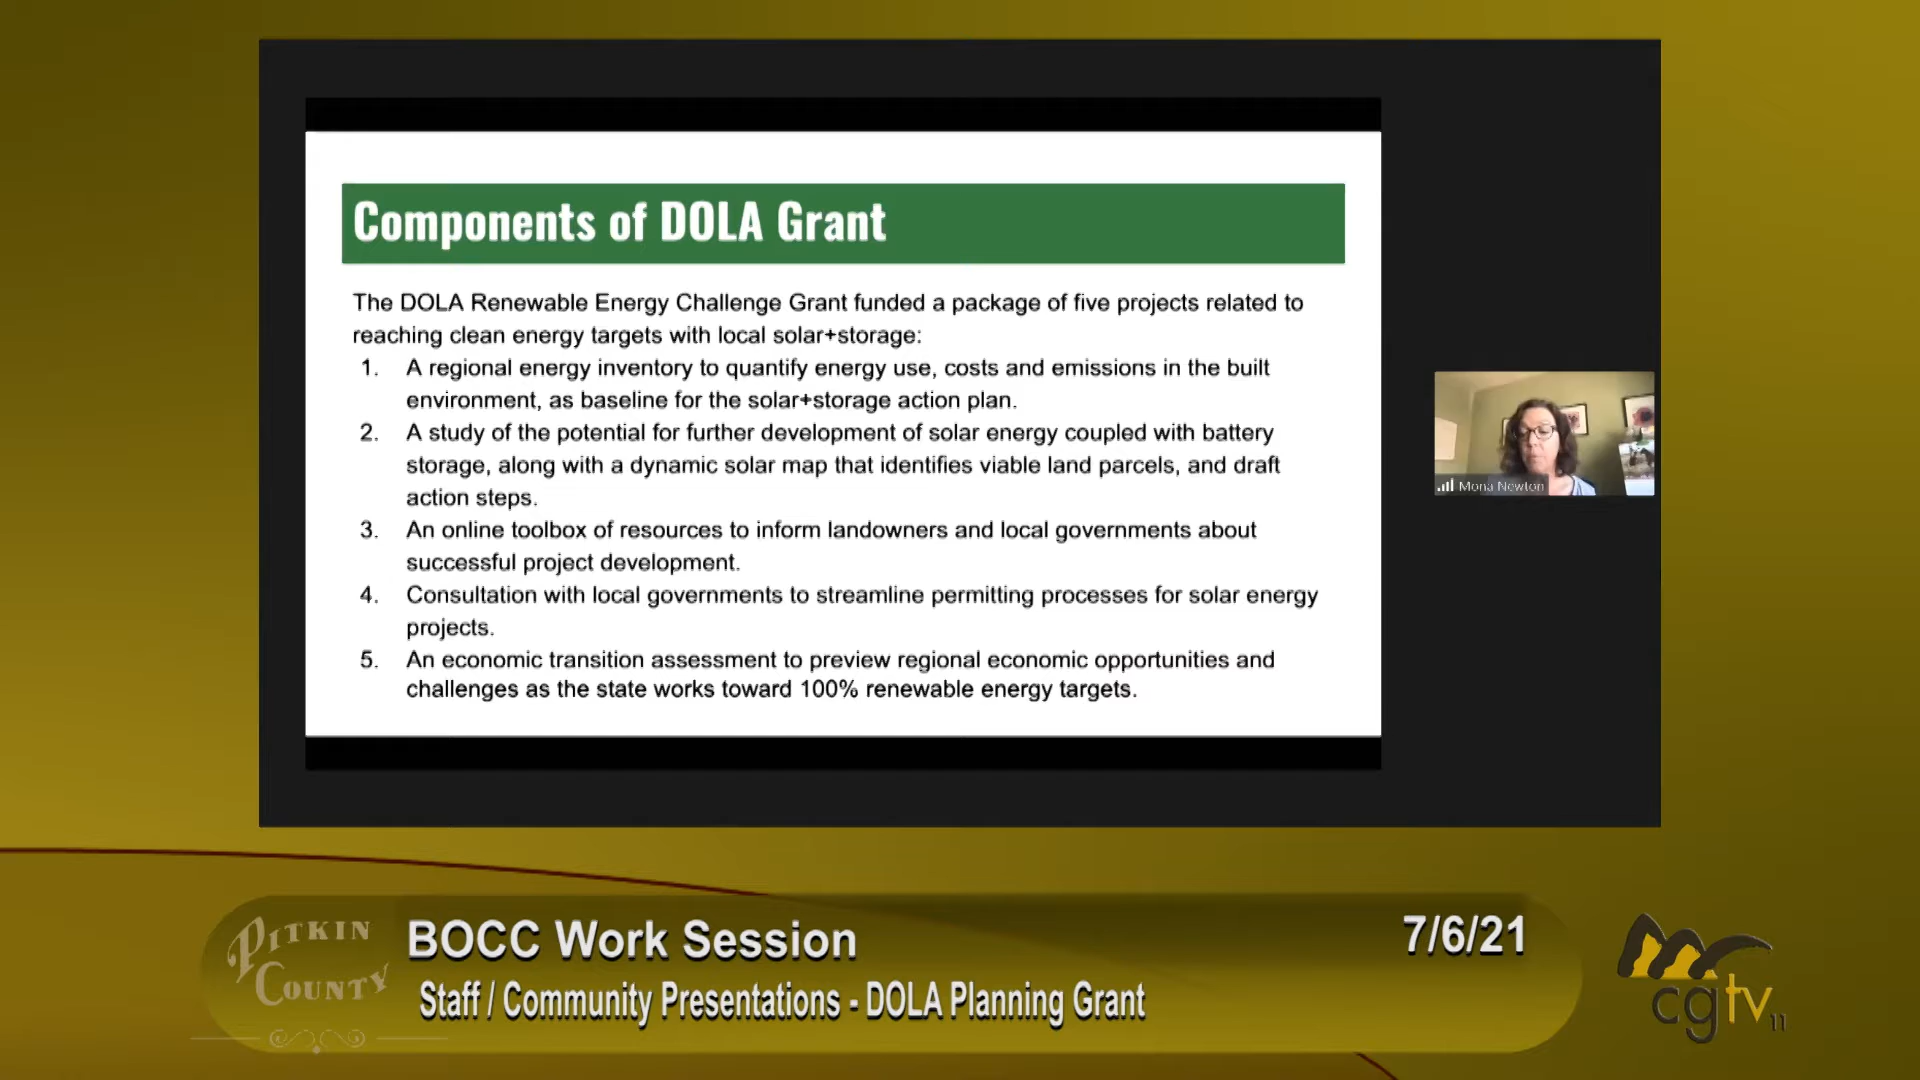 Components of DOLA Grant
The DOLA Renewable Energy Challenge Grant funded a package of five projects related to
reaching clean energy targets with local solar+storage:
1. A regional energy inventory to quantify energy use, costs and emissions in the built
environment, as baseline for the solar+storage action plan.
2. A study of the potential for further development of solar energy coupled with battery
storage, along with a dynamic solar map that identifies viable land parcels, and draft
action steps.
3. An online toolbox of resources to inform landowners and local governments about
successful project development.
4. Consultation with local governments to streamline permitting processes for solar energy
projects.
5. An economic transition assessment to preview regional economic opportunities and
challenges as the state works toward 100% renewable energy targets.
Mona Newton
PITKIN
COUNTY
BOCC Work Session
7/6/21
Staff / Community Presentations - DOLA Planning Grant
cgtv11